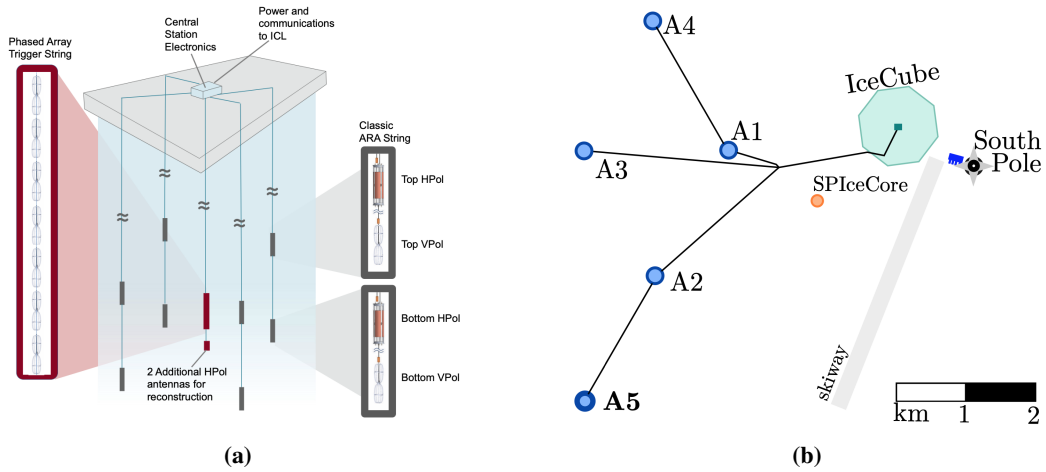 Phased Array
Trigger String
Central
Station
Electronics
Power and
communications
to ICL
Classic
ARA String
Top HPol
Top VPol
Bottom HPol
Bottom VPol
2 Additional HPol
antennas for
reconstruction
(a)
A4
A1
A3
A2
A5
IceCube
South
Pole
SPIceCore
skiway
km 1 2
(b)